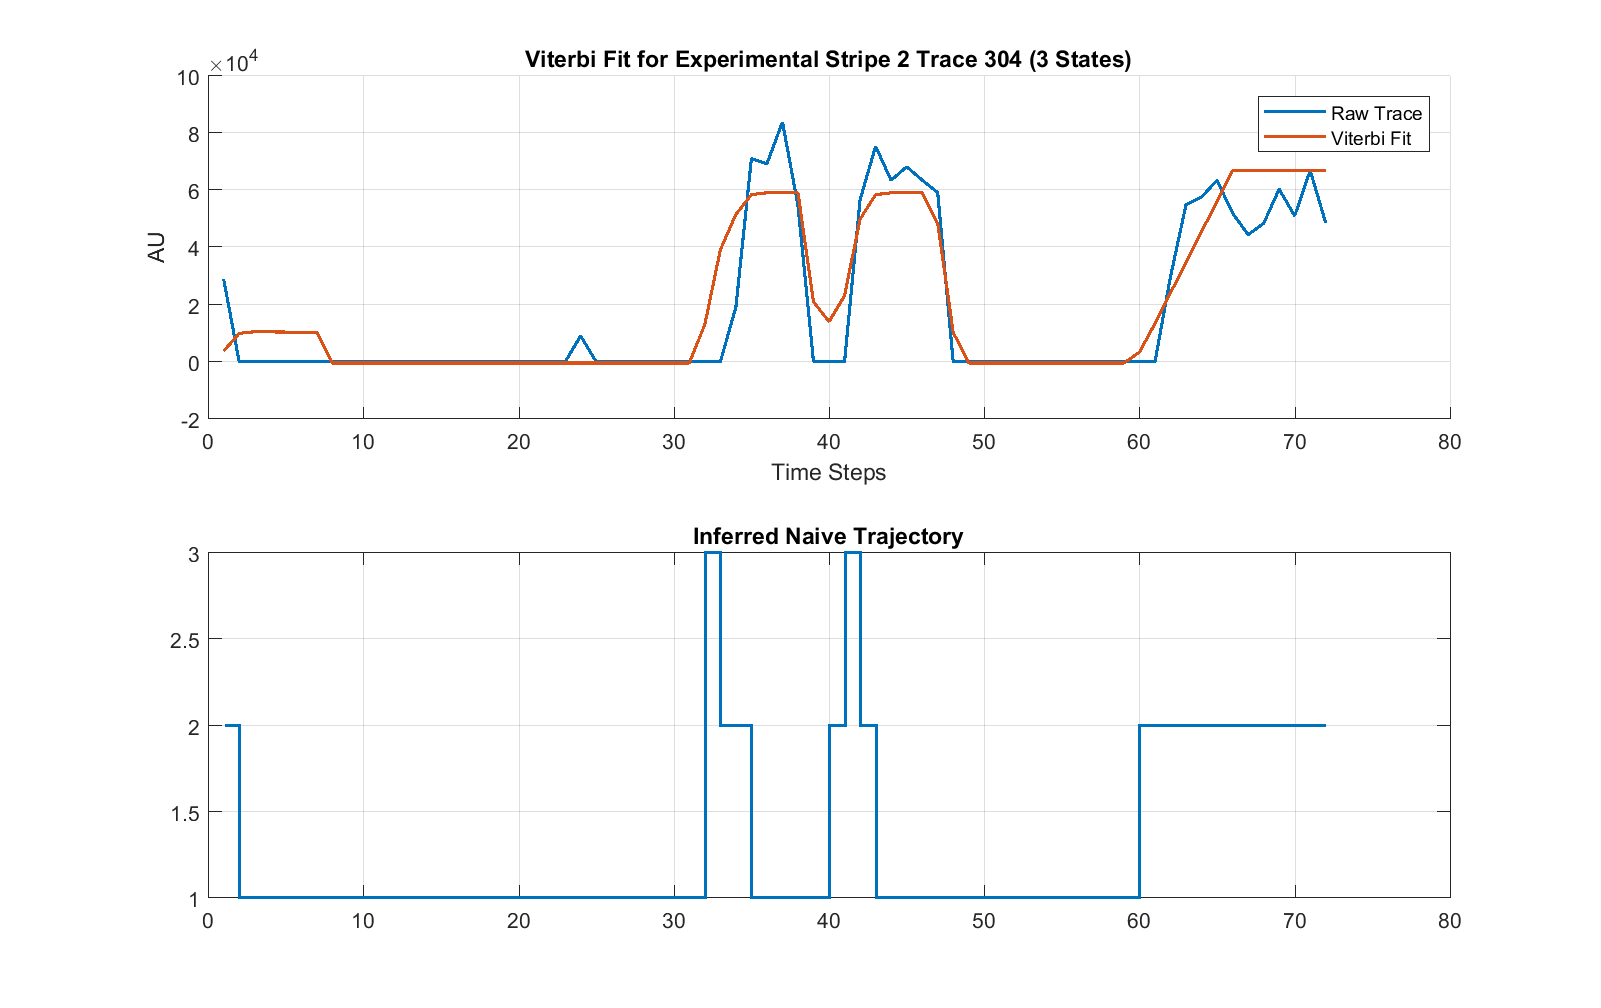 Viterbi Fit for Experimental Stripe 2 Trace 304 (3 States)
×10⁴
10
8
6
4
2
0
-2
AU
Raw Trace
Viterbi Fit
0 10 20 30 40 50 60 70 80
Time Steps
Inferred Naive Trajectory
3
2.5
2
1.5
1
0 10 20 30 40 50 60 70 80